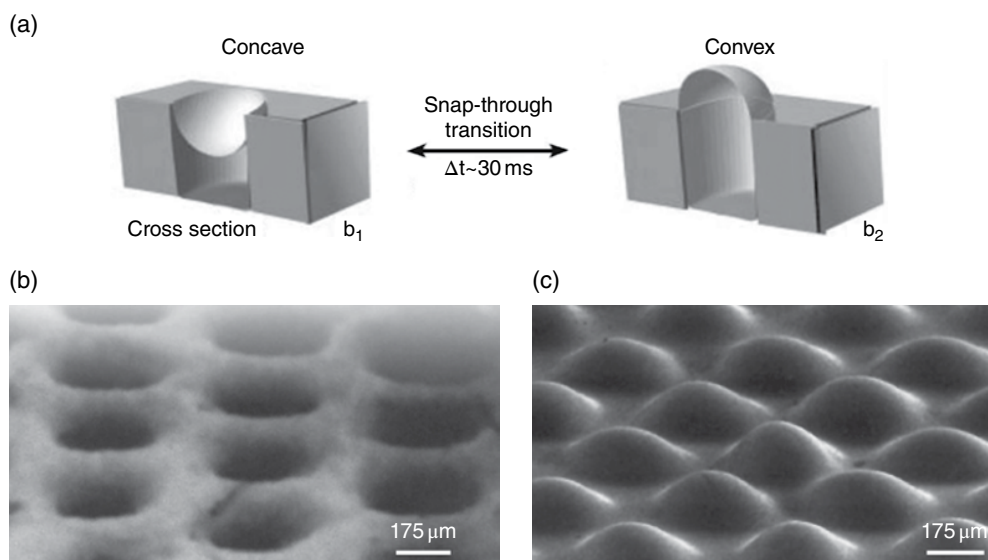 (a)
Concave
Convex
Snap-through
transition
Δt~30 ms
Cross section
b₁
b₂
(b)
(c)
175 μm
175 μm